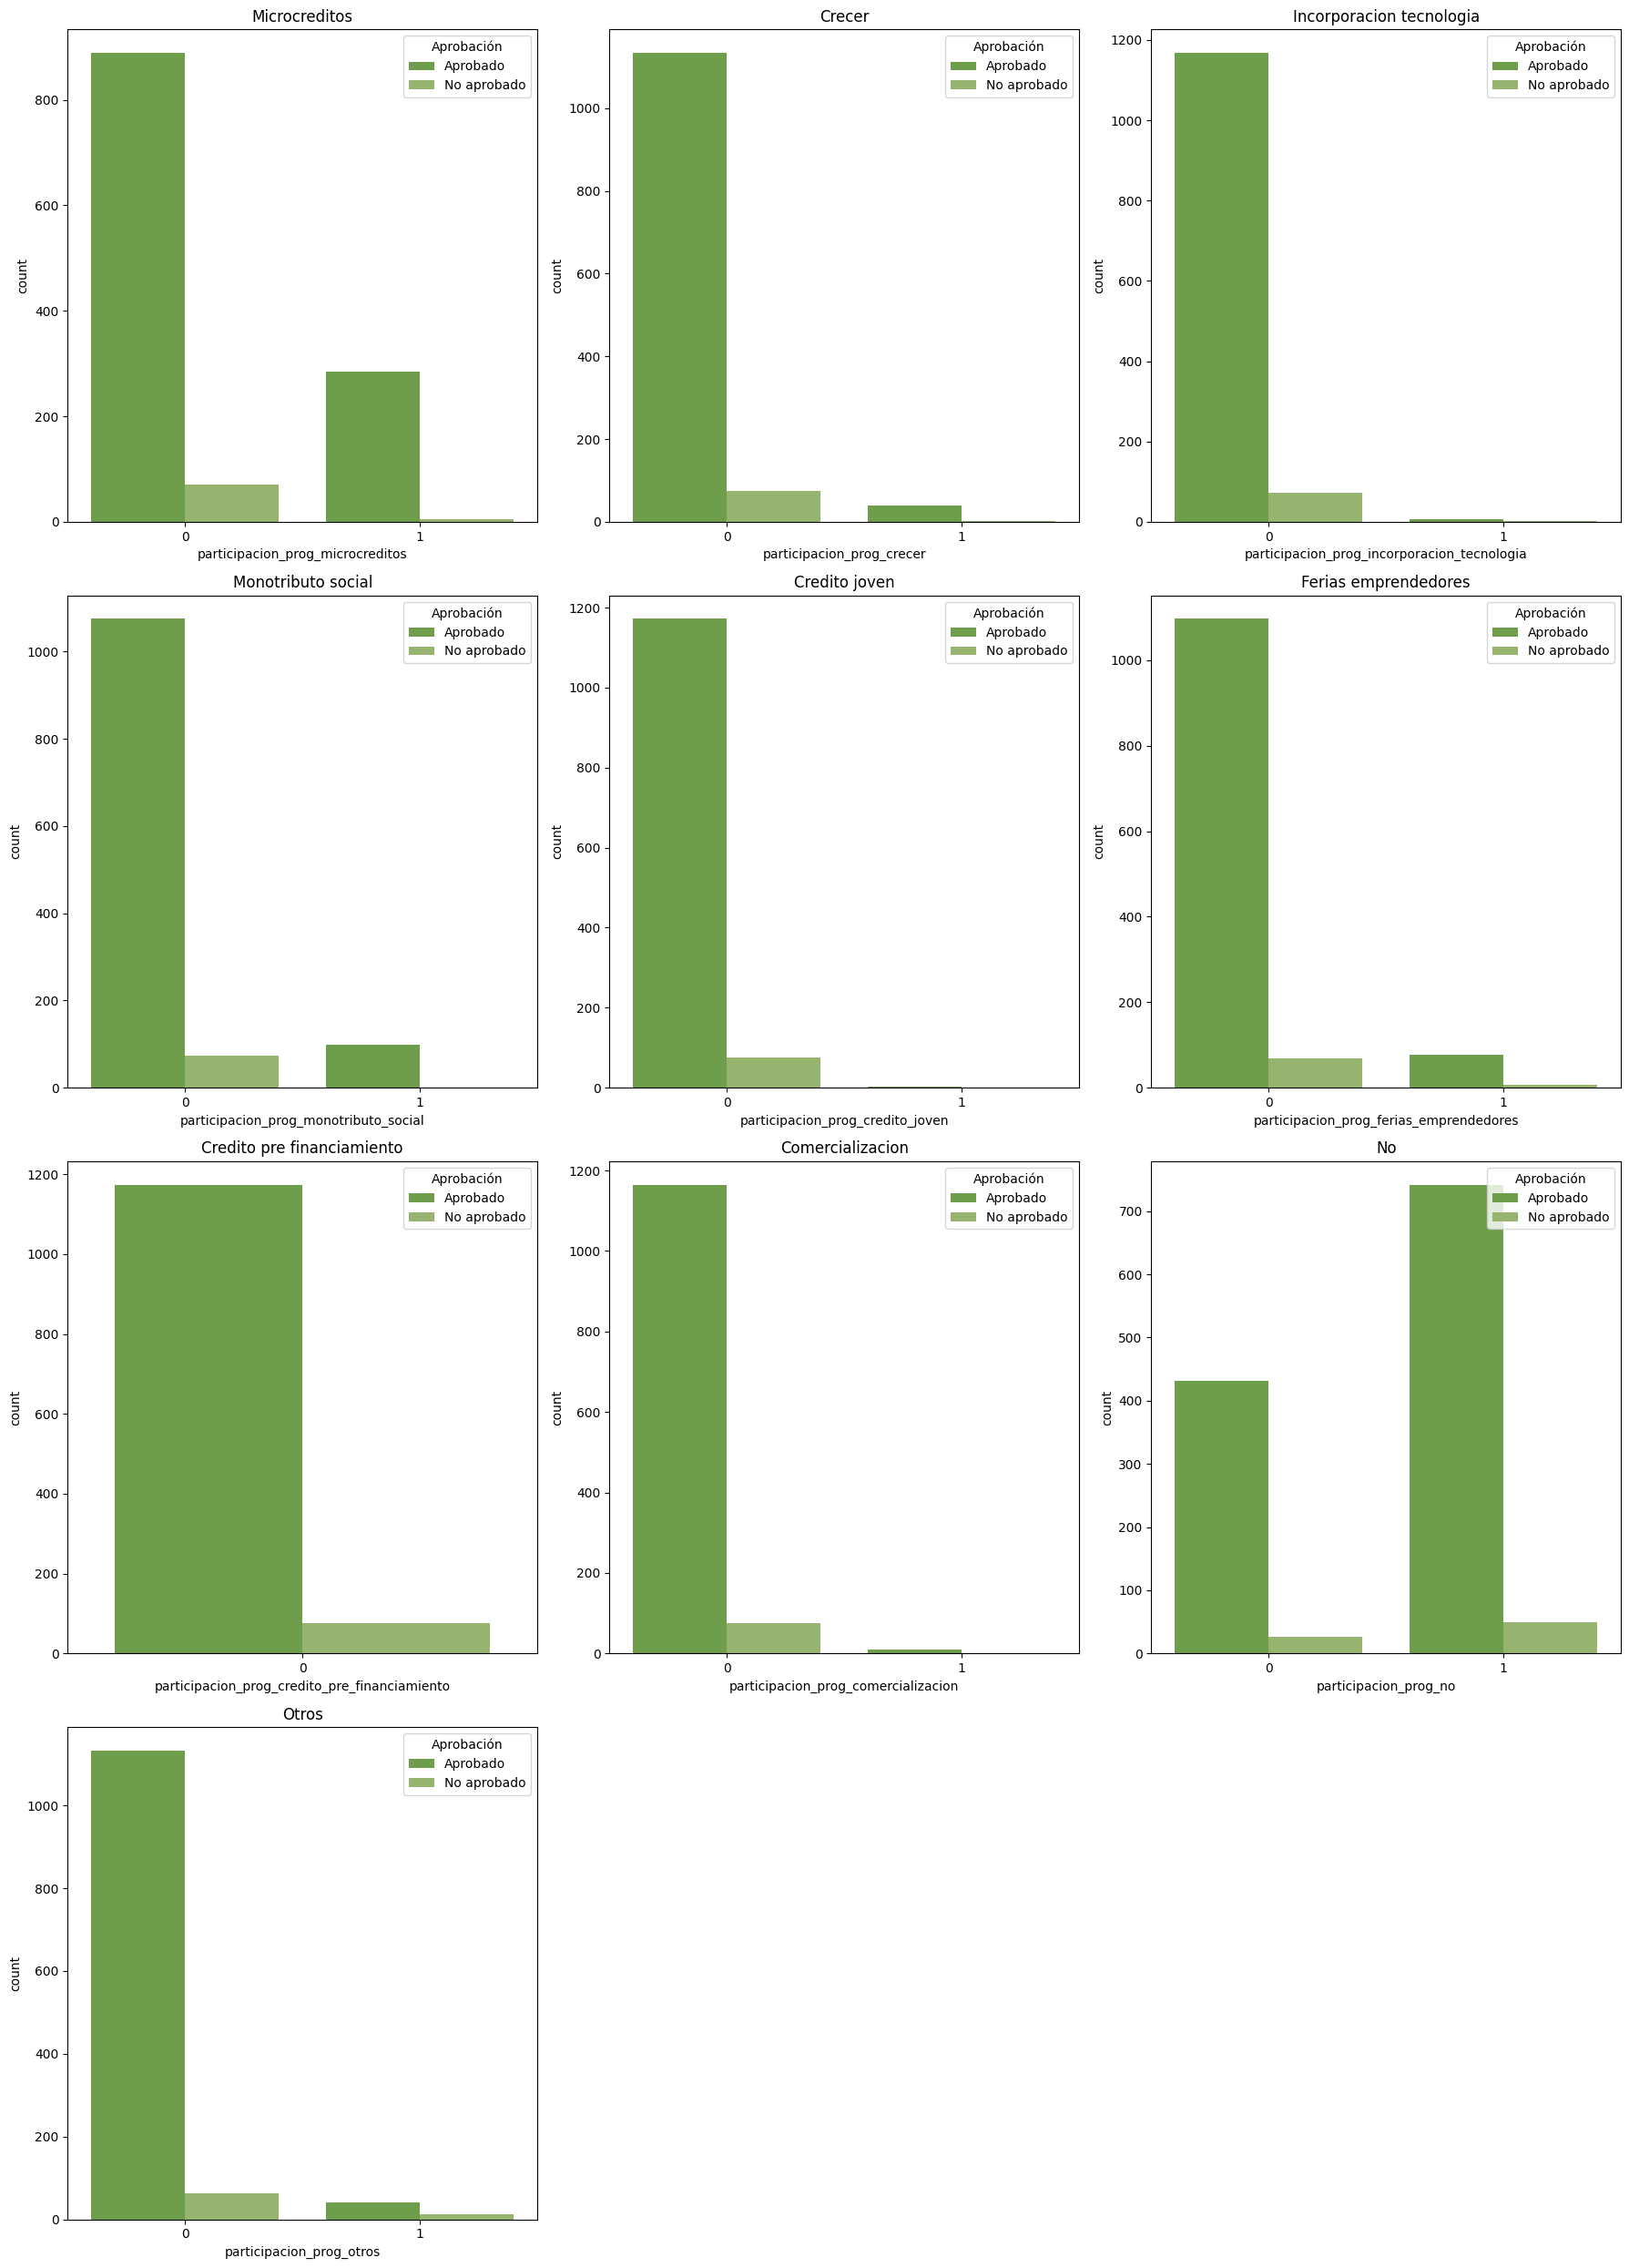 Microcreditos
Aprobación
Aprobado
No aprobado
800
600
400
200
0
count
0 1
participacion_prog_microcreditos
Crecer
Aprobación
Aprobado
No aprobado
1000
800
600
400
200
0
count
0 1
participacion_prog_crecer
Incorporacion tecnologia
Aprobación
Aprobado
No aprobado
1200
1000
800
600
400
200
0
count
0 1
participacion_prog_incorporacion_tecnologia
Monotributo social
Aprobación
Aprobado
No aprobado
1000
800
600
400
200
0
count
0 1
participacion_prog_monotributo_social
Credito joven
Aprobación
Aprobado
No aprobado
1200
1000
800
600
400
200
0
count
0 1
participacion_prog_credito_joven
Ferias emprendedores
Aprobación
Aprobado
No aprobado
1000
800
600
400
200
0
count
0 1
participacion_prog_ferias_emprendedores
Credito pre financiamiento
Aprobación
Aprobado
No aprobado
1200
1000
800
600
400
200
0
count
0
participacion_prog_credito_pre_financiamiento
Comercializacion
Aprobación
Aprobado
No aprobado
1200
1000
800
600
400
200
0
count
0 1
participacion_prog_comercializacion
No
Aprobación
Aprobado
No aprobado
700
600
500
400
300
200
100
0
count
0 1
participacion_prog_no
Otros
Aprobación
Aprobado
No aprobado
1000
800
600
400
200
0
count
0 1
participacion_prog_otros